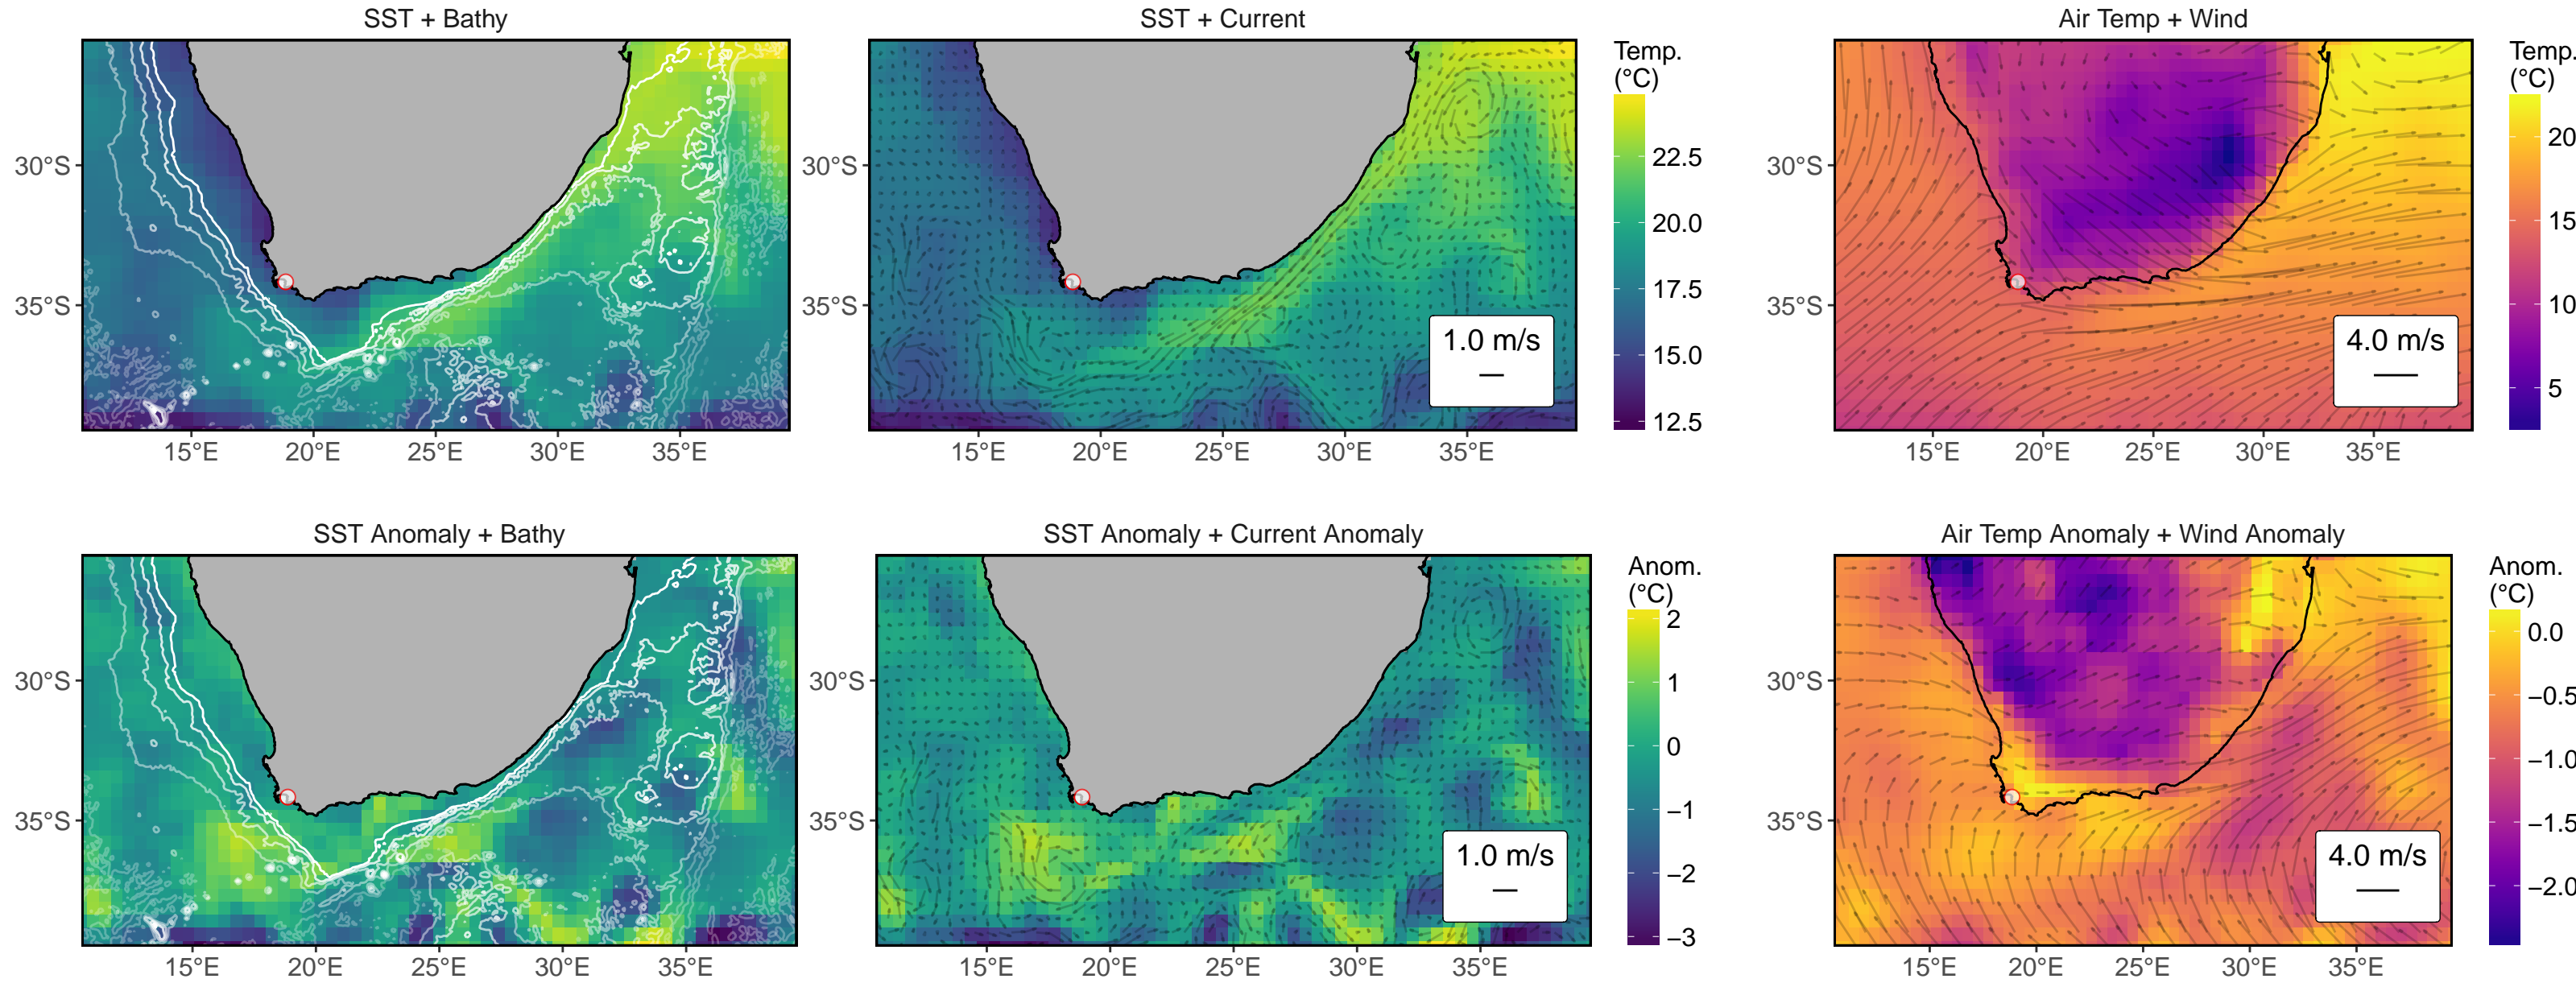 SST + Bathy
SST + Current
Air Temp + Wind
30°S
35°S
15°E
20°E
25°E
30°E
35°E
30°S
35°S
1.0 m/s
15°E
20°E
25°E
30°E
35°E
Temp.
(°C)
22.5
20.0
17.5
15.0
12.5
30°S
35°S
4.0 m/s
15°E
20°E
25°E
30°E
35°E
Temp.
(°C)
20
15
10
5
SST Anomaly + Bathy
SST Anomaly + Current Anomaly
Air Temp Anomaly + Wind Anomaly
30°S
35°S
15°E
20°E
25°E
30°E
35°E
30°S
35°S
1.0 m/s
15°E
20°E
25°E
30°E
35°E
Anom.
(°C)
2
1
0
−1
−2
−3
30°S
35°S
4.0 m/s
15°E
20°E
25°E
30°E
35°E
Anom.
(°C)
0.0
−0.5
−1.0
−1.5
−2.0